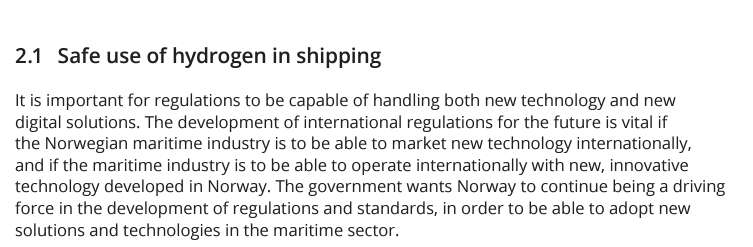 2.1 Safe use of hydrogen in shipping
It is important for regulations to be capable of handling both new technology and new
digital solutions. The development of international regulations for the future is vital if
the Norwegian maritime industry is to be able to market new technology internationally,
and if the maritime industry is to be able to operate internationally with new, innovative
technology developed in Norway. The government wants Norway to continue being a driving
force in the development of regulations and standards, in order to be able to adopt new
solutions and technologies in the maritime sector.